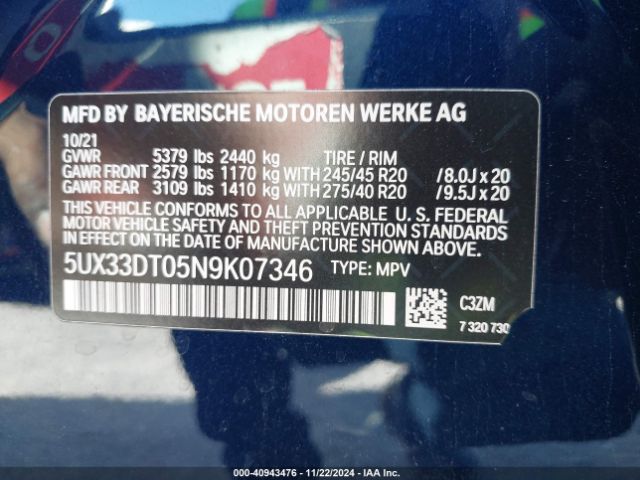 MFD BY BAYERISCHE MOTOREN WERKE AG
10/21
GVWR 5379 lbs 2440 kg TIRE / RIM
GAWR FRONT 2579 lbs 1170 kg WITH 245/45 R20 /8.0J x 20
GAWR REAR 3109 lbs 1410 kg WITH 275/40 R20 /9.5J x 20
THIS VEHICLE CONFORMS TO ALL APPLICABLE U. S. FEDERAL
MOTOR VEHICLE SAFETY AND THEFT PREVENTION STANDARDS
IN EFFECT ON THE DATE OF MANUFACTURE SHOWN ABOVE.
5UX33DT05N9K07346 TYPE: MPV
C3ZM
7 320 730
© - 40943476 - 11/22/2024 - IAAI.com